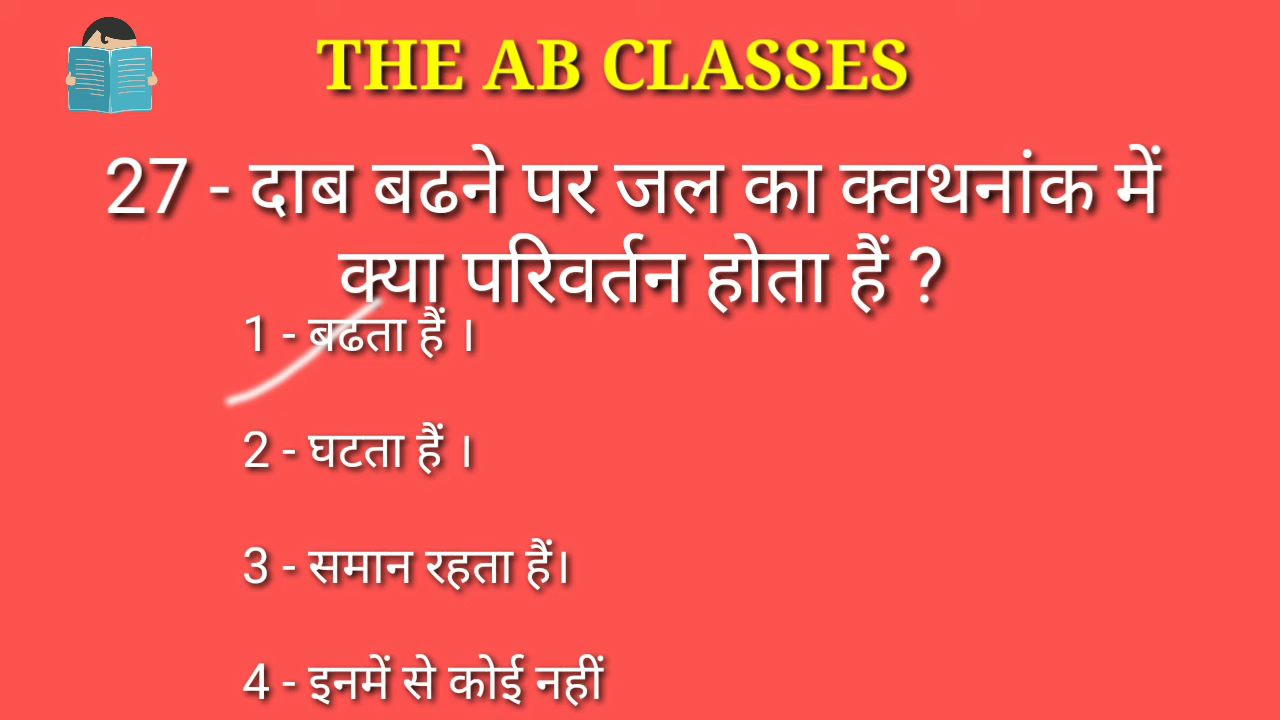 THE AB CLASSES
27 - दाब बढने पर जल का क्वथनांक में
क्या परिवर्तन होता हैं ?
1 - बढता हैं ।
2 - घटता हैं ।
3 - समान रहता हैं।
4 - इनमें से कोई नहीं